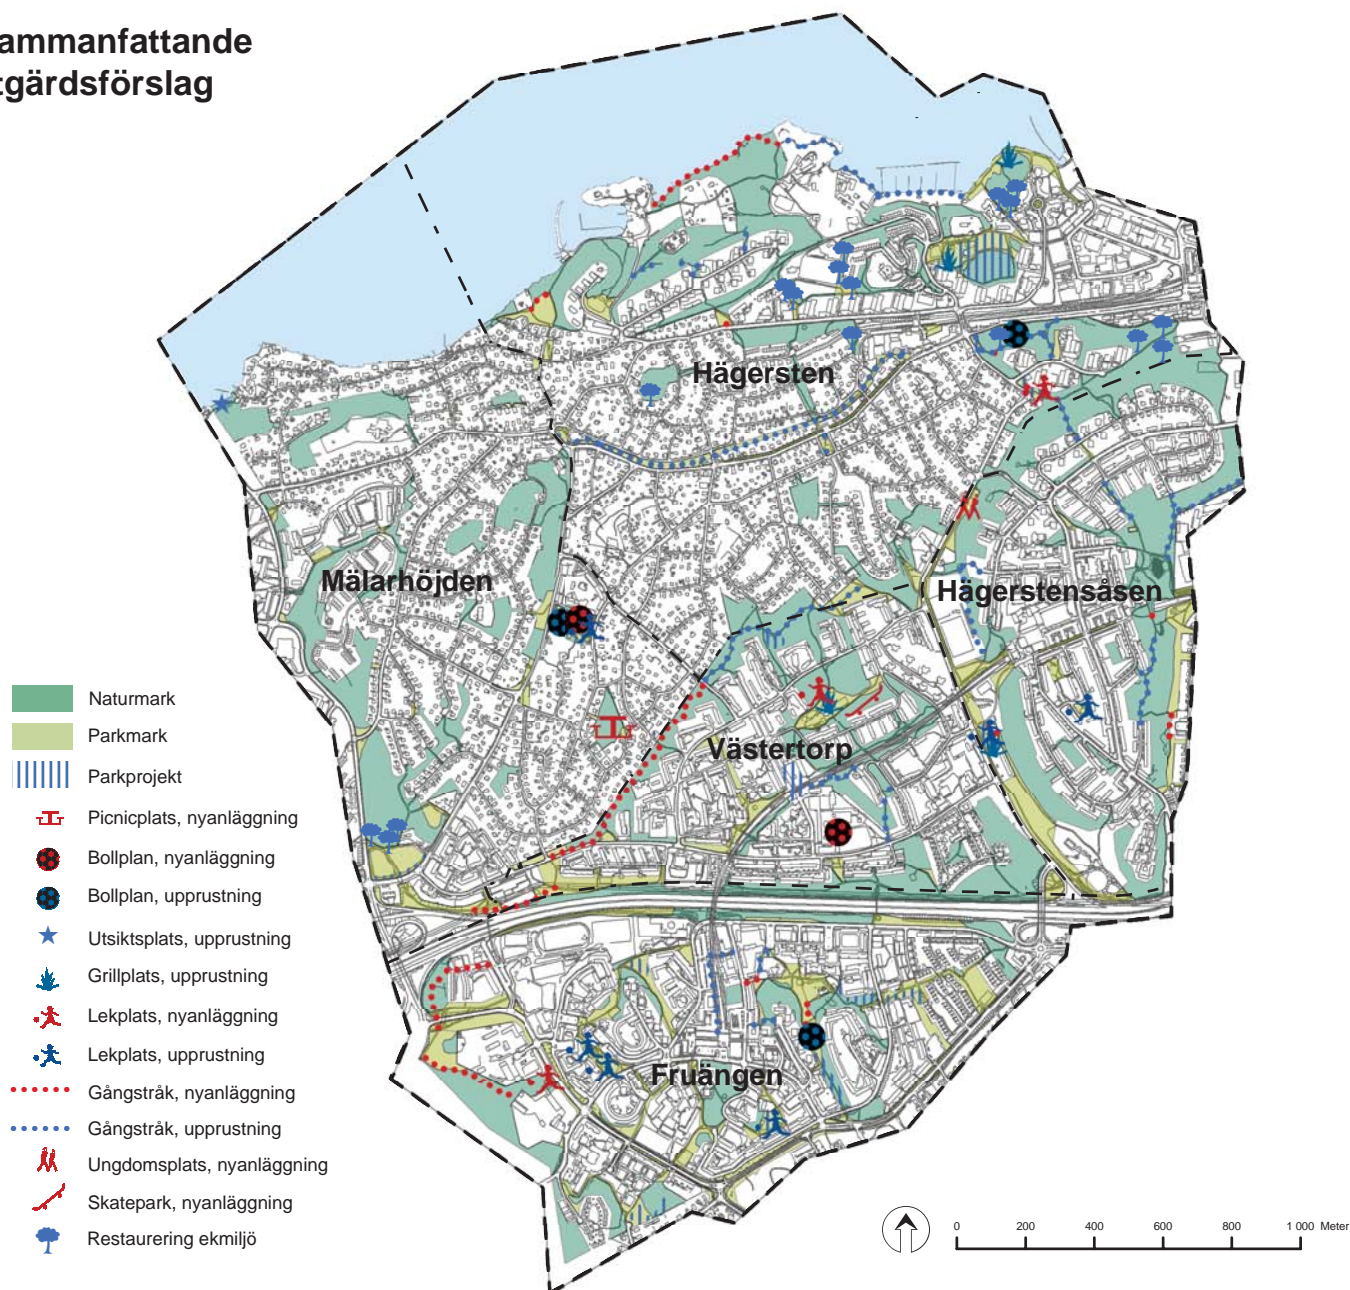 ammanfattande
tgärdsförslag
Hägersten
Mälarhöjden
Hägerstensåsen
Västertorp
Fruängen
Naturmark
Parkmark
Parkprojekt
Picnicplats, nyanläggning
Bollplan, nyanläggning
Bollplan, upprustning
Utsiktsplats, upprustning
Grillplats, upprustning
Lekplats, nyanläggning
Lekplats, upprustning
Gångstråk, nyanläggning
Gångstråk, upprustning
Ungdomsplats, nyanläggning
Skatepark, nyanläggning
Restaurering ekmiljö
0 200 400 600 800 1 000 Meter